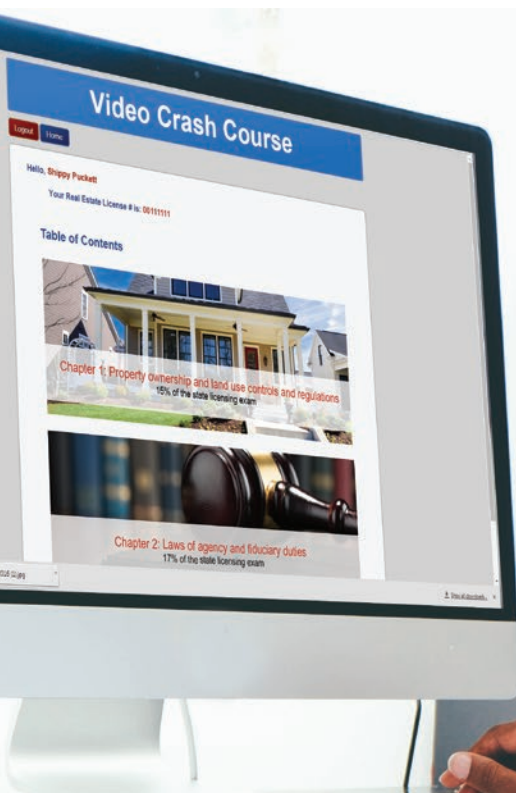 Video Crash Course
Logout Home
Hello, Shippy Puckett
Your Real Estate License # is: 00111111
Table of Contents
Chapter 1: Property ownership and land use controls and regulations
15% of the state licensing exam
Chapter 2: Laws of agency and fiduciary duties
17% of the state licensing exam